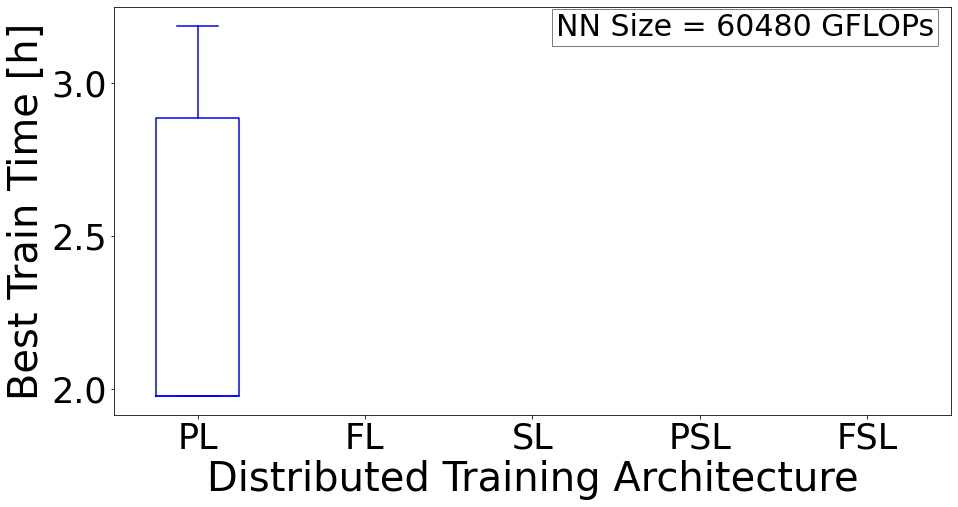 NN Size = 60480 GFLOPs
Best Train Time [h]
3.0
2.5
2.0
PL FL SL PSL FSL
Distributed Training Architecture